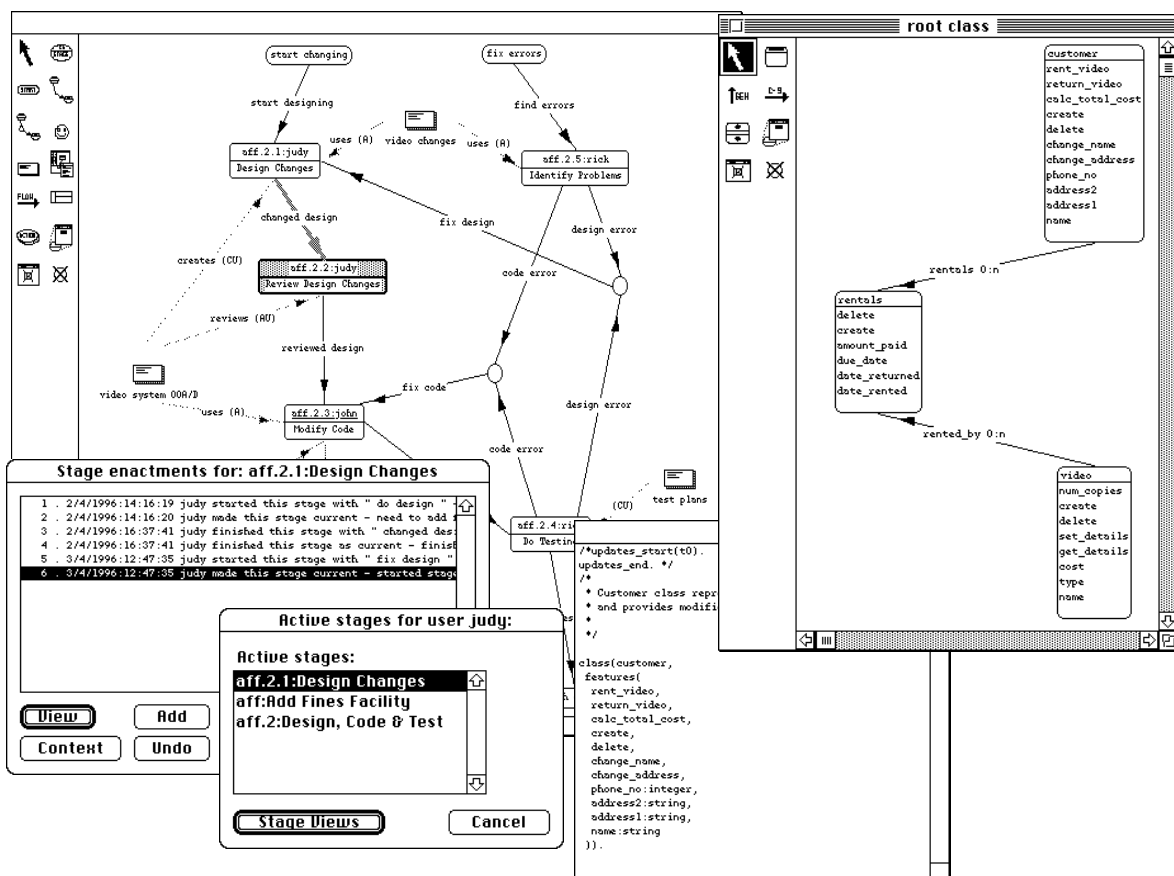 start changing
fix errors
start designing
find errors
uses (A)
video changes
uses (A)
aff.2.1:judy
Design Changes
aff.2.5:rick
Identify Problems
changed design
fix design
design error
creates (CU)
code error
aff.2.2:judy
Review Design Changes
reviews (AU)
reviewed design
video system OOA/D
fix code
uses (A)
design error
aff.2.3:john
Modify Code
code error
test plans
(CU)
aff.2.4:ric
Do Testing
START
FLOW
ACTION
Stage enactments for: aff.2.1:Design Changes
1 . 2/4/1996:14:16:19 judy started this stage with " do design "
2 . 2/4/1996:14:16:20 judy made this stage current - need to add
3 . 2/4/1996:16:37:41 judy finished this stage with " changed desi
4 . 2/4/1996:16:37:41 judy finished this stage as current - finish
5 . 3/4/1996:12:47:35 judy started this stage with " fix design "
6 . 3/4/1996:12:47:35 judy made this stage current - started stage
View
Add
Context
Undo
Active stages for user judy:
Active stages:
aff.2.1:Design Changes
aff:Add Fines Facility
aff.2:Design, Code & Test
Stage Views
Cancel
/*updates_start(t0).
updates_end. */
/*
* Customer class repr
* and provides modifi
*
*/
class(customer,
features(
rent_video,
return_video,
calc_total_cost,
create,
delete,
change_name,
change_address,
phone_no:integer,
address2:string,
address1:string,
name:string
)).
root class
GEN
C-S
customer
rent_video
return_video
calc_total_cost
create
delete
change_name
change_address
phone_no
address2
address1
name
rentals 0:n
rentals
delete
create
amount_paid
due_date
date_returned
date_rented
rented_by 0:n
video
num_copies
create
delete
set_details
get_details
cost
type
name